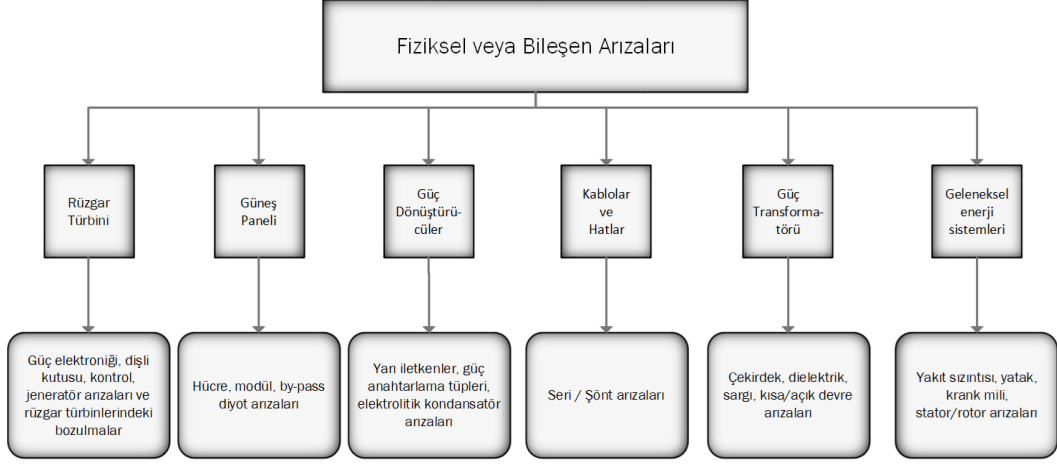 Fiziksel veya Bileşen Arızaları
Rüzgar
Türbini
Güneş
Paneli
Güç
Dönüştürü-
cüler
Kablolar
ve
Hatlar
Güç
Transforma-
törü
Geleneksel
enerji
sistemleri
Güç elektroniği, dişli
kutusu, kontrol,
jeneratör arızaları ve
rüzgar türbinlerindeki
bozulmalar
Hücre, modül, by-pass
diyot arızaları
Yarı iletkenler, güç
anahtarlama tüpleri,
elektrolitik kondansatör
arızaları
Seri / Şönt arızaları
Çekirdek, dielektrik,
sargı, kısa/açık devre
arızaları
Yakıt sızıntısı, yatak,
krank mili,
stator/rotor arızaları